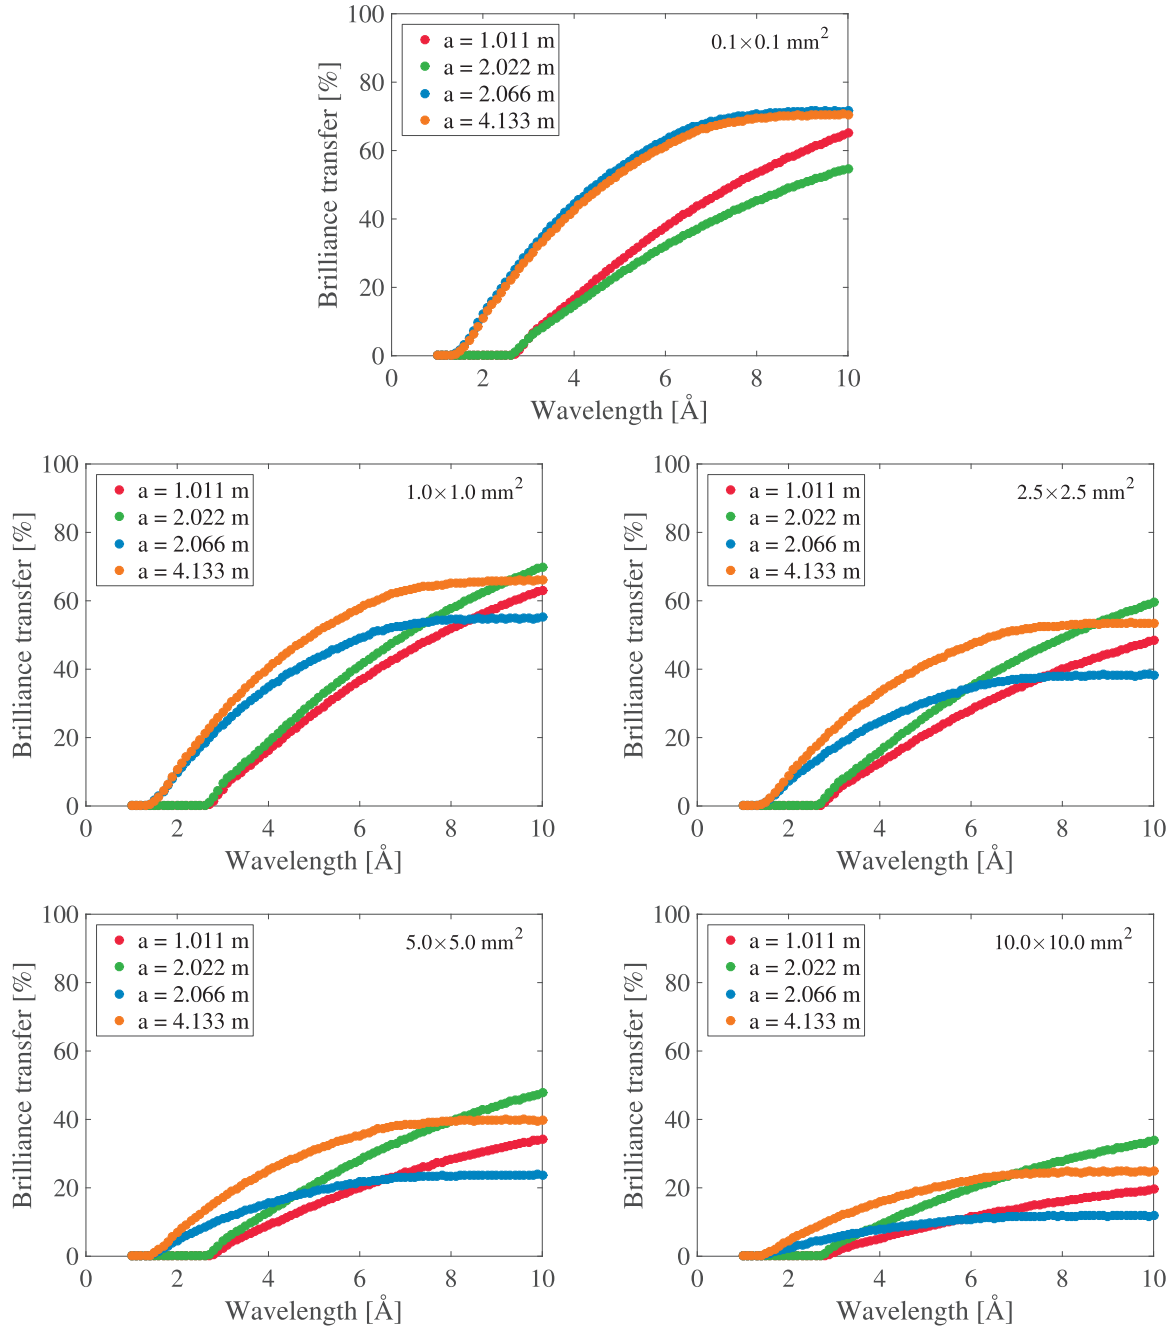 100
80
60
40
20
0
Brilliance transfer [%]
a = 1.011 m
a = 2.022 m
a = 2.066 m
a = 4.133 m
0.1×0.1 mm²
0 2 4 6 8 10
Wavelength [Å]
100
80
60
40
20
0
Brilliance transfer [%]
a = 1.011 m
a = 2.022 m
a = 2.066 m
a = 4.133 m
1.0×1.0 mm²
0 2 4 6 8 10
Wavelength [Å]
100
80
60
40
20
0
Brilliance transfer [%]
a = 1.011 m
a = 2.022 m
a = 2.066 m
a = 4.133 m
2.5×2.5 mm²
0 2 4 6 8 10
Wavelength [Å]
100
80
60
40
20
0
Brilliance transfer [%]
a = 1.011 m
a = 2.022 m
a = 2.066 m
a = 4.133 m
5.0×5.0 mm²
0 2 4 6 8 10
Wavelength [Å]
100
80
60
40
20
0
Brilliance transfer [%]
a = 1.011 m
a = 2.022 m
a = 2.066 m
a = 4.133 m
10.0×10.0 mm²
0 2 4 6 8 10
Wavelength [Å]